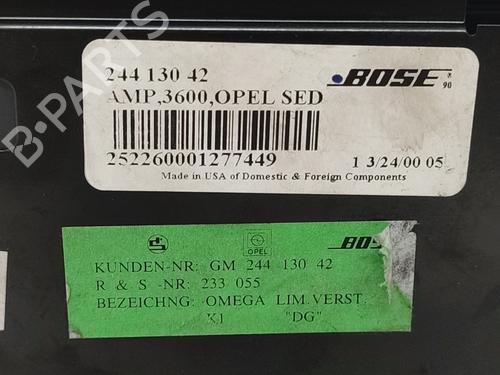 244 130 42
BOSE ®
90
AMP,3600,OPEL SED
252260001277449
1 3/24/00 05
Made in USA of Domestic & Foreign Components
B-PARTS
OPEL
BOSE
KUNDEN-NR: GM 244 130 42
R & S -NR: 233 055
BEZEICHNG: OMEGA LIM.VERST.
X1 "DG"